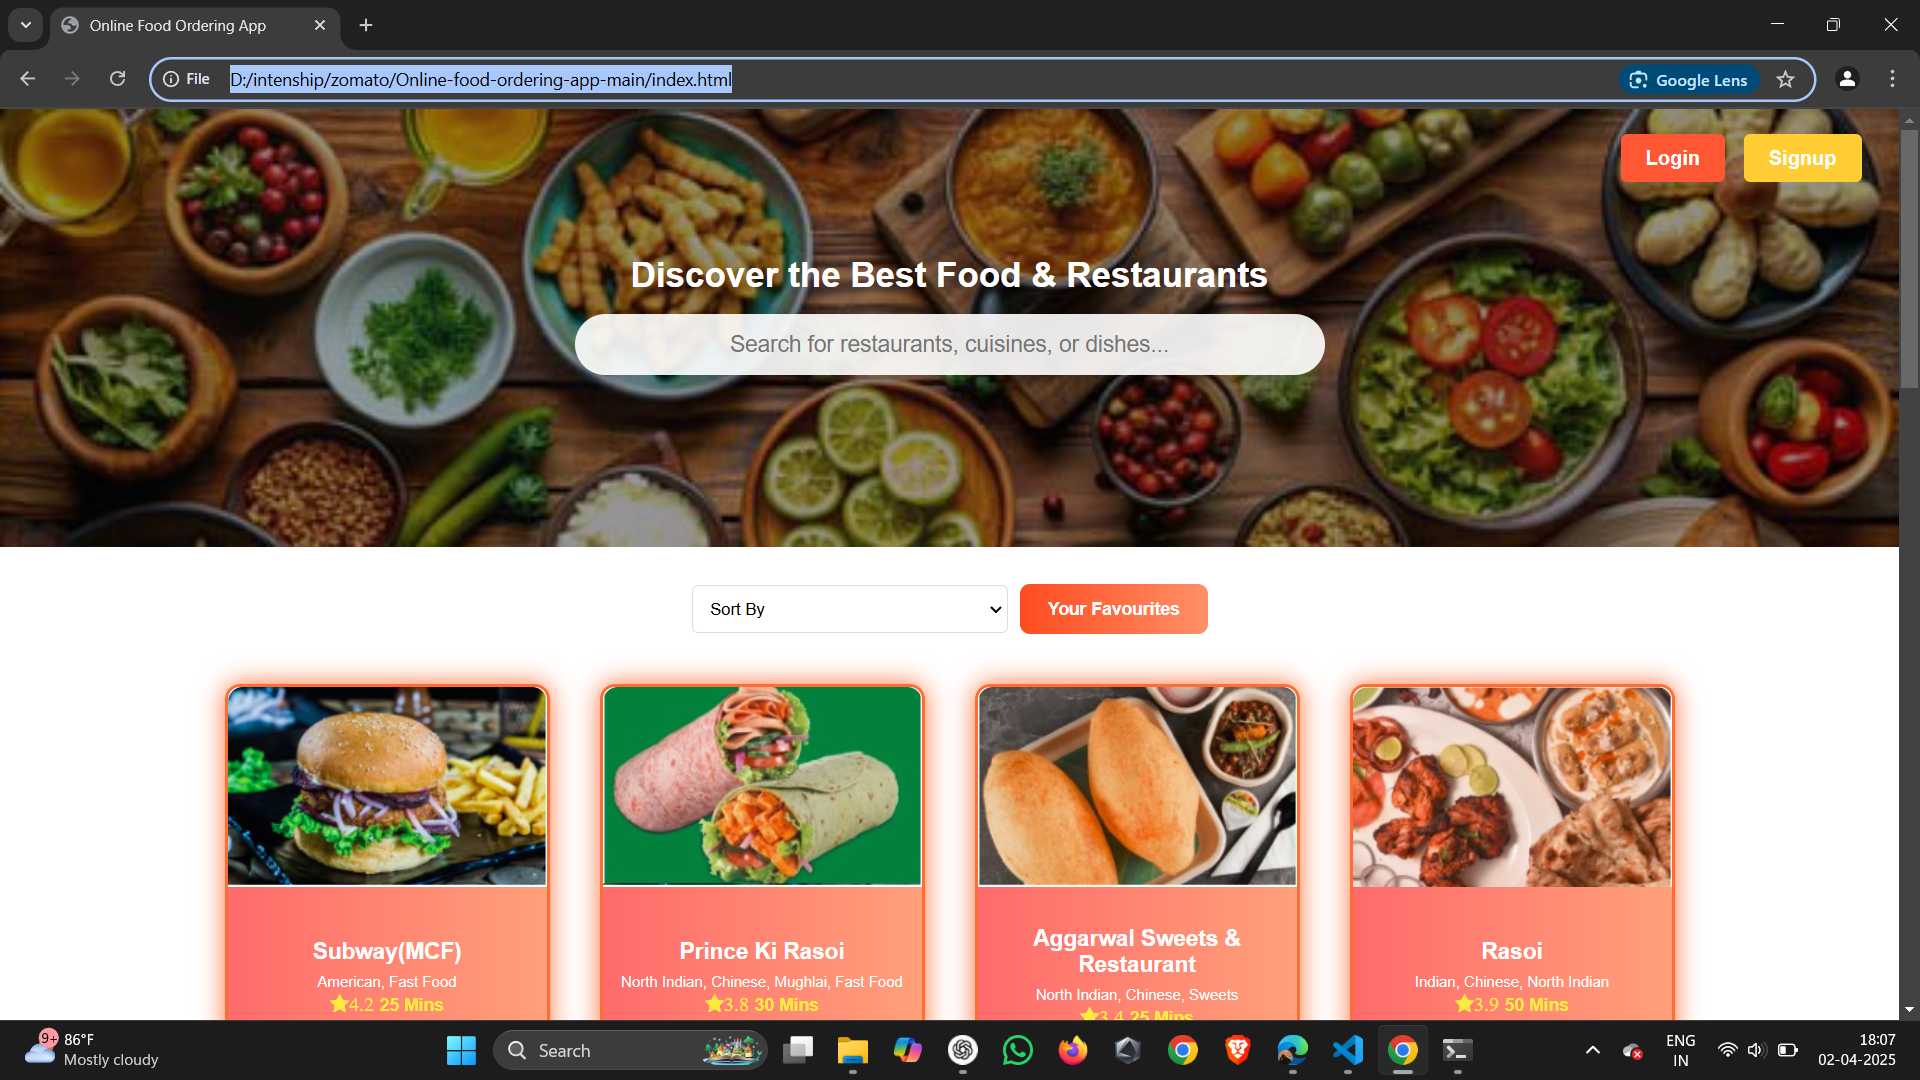 Online Food Ordering App
File
D:/intenship/zomato/Online-food-ordering-app-main/index.html
Google Lens
Login
Signup
Discover the Best Food & Restaurants
Search for restaurants, cuisines, or dishes...
Sort By
Your Favourites
Subway(MCF)
American, Fast Food
4.2 25 Mins
Prince Ki Rasoi
North Indian, Chinese, Mughlai, Fast Food
3.8 30 Mins
Aggarwal Sweets &
Restaurant
North Indian, Chinese, Sweets
3.4 25 Mins
Rasoi
Indian, Chinese, North Indian
3.9 50 Mins
9+
86°F
Mostly cloudy
Search
ENG
IN
18:07
02-04-2025